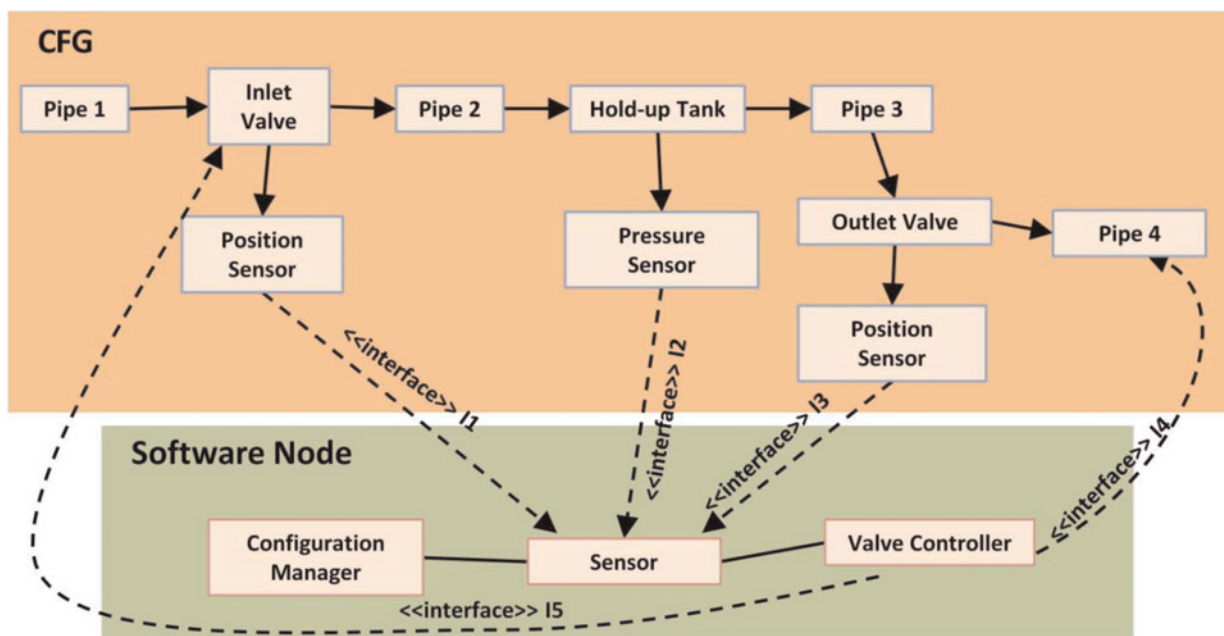 CFG
Pipe 1
Inlet
Valve
Pipe 2
Hold-up Tank
Pipe 3
Position
Sensor
Pressure
Sensor
Outlet Valve
Pipe 4
Position
Sensor
<<interface>> I1
<<interface>> I2
<<interface>> I3
<<interface>> I4
Software Node
Configuration
Manager
Sensor
Valve Controller
<<interface>> I5